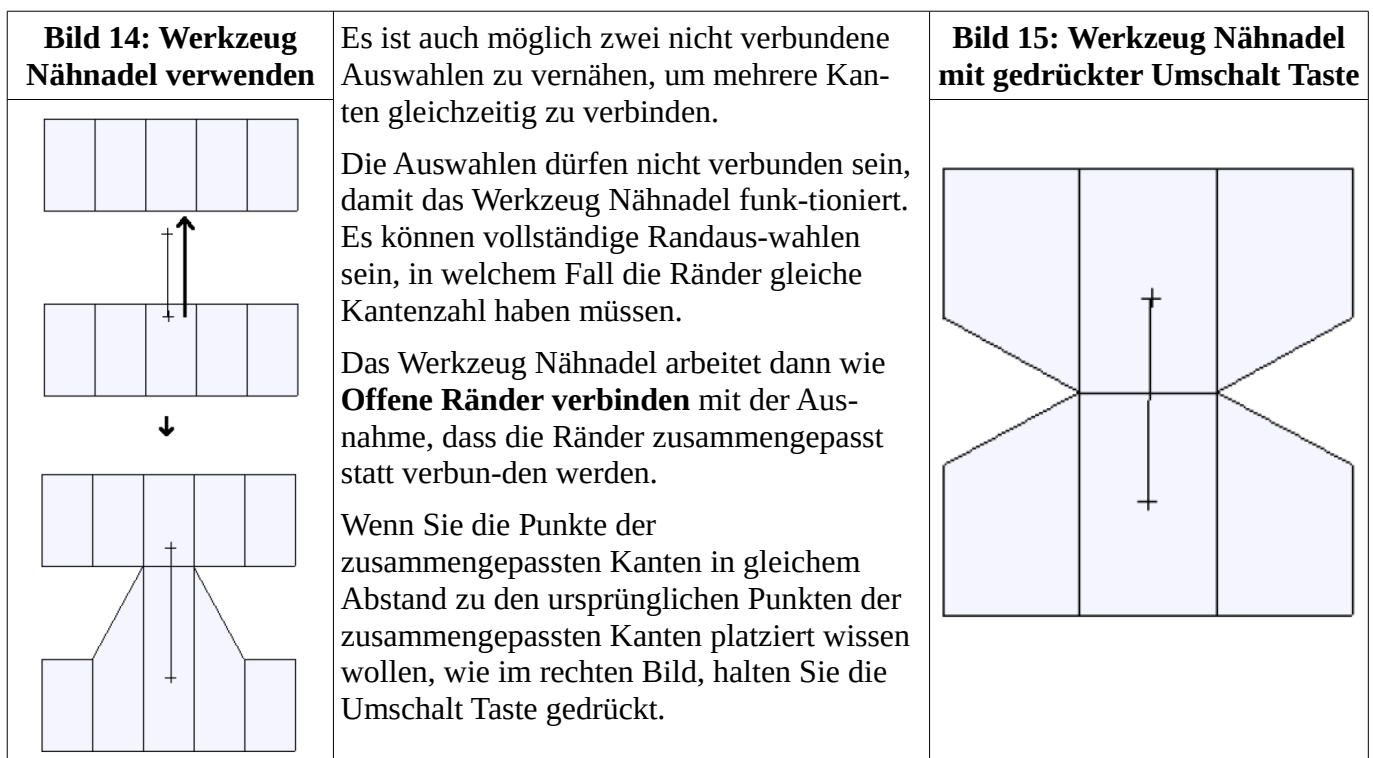 Bild 14: Werkzeug
Nähnadel verwenden
Es ist auch möglich zwei nicht verbundene
Auswahlen zu vernähen, um mehrere Kan-
ten gleichzeitig zu verbinden.
Die Auswahlen dürfen nicht verbunden sein,
damit das Werkzeug Nähnadel funk-tioniert.
Es können vollständige Randaus-wahlen
sein, in welchem Fall die Ränder gleiche
Kantenzahl haben müssen.
Das Werkzeug Nähnadel arbeitet dann wie
Offene Ränder verbinden mit der Aus-
nahme, dass die Ränder zusammengepasst
statt verbun-den werden.
Wenn Sie die Punkte der
zusammengepassten Kanten in gleichem
Abstand zu den ursprünglichen Punkten der
zusammengepassten Kanten platziert wissen
wollen, wie im rechten Bild, halten Sie die
Umschalt Taste gedrückt.
Bild 15: Werkzeug Nähnadel
mit gedrückter Umschalt Taste